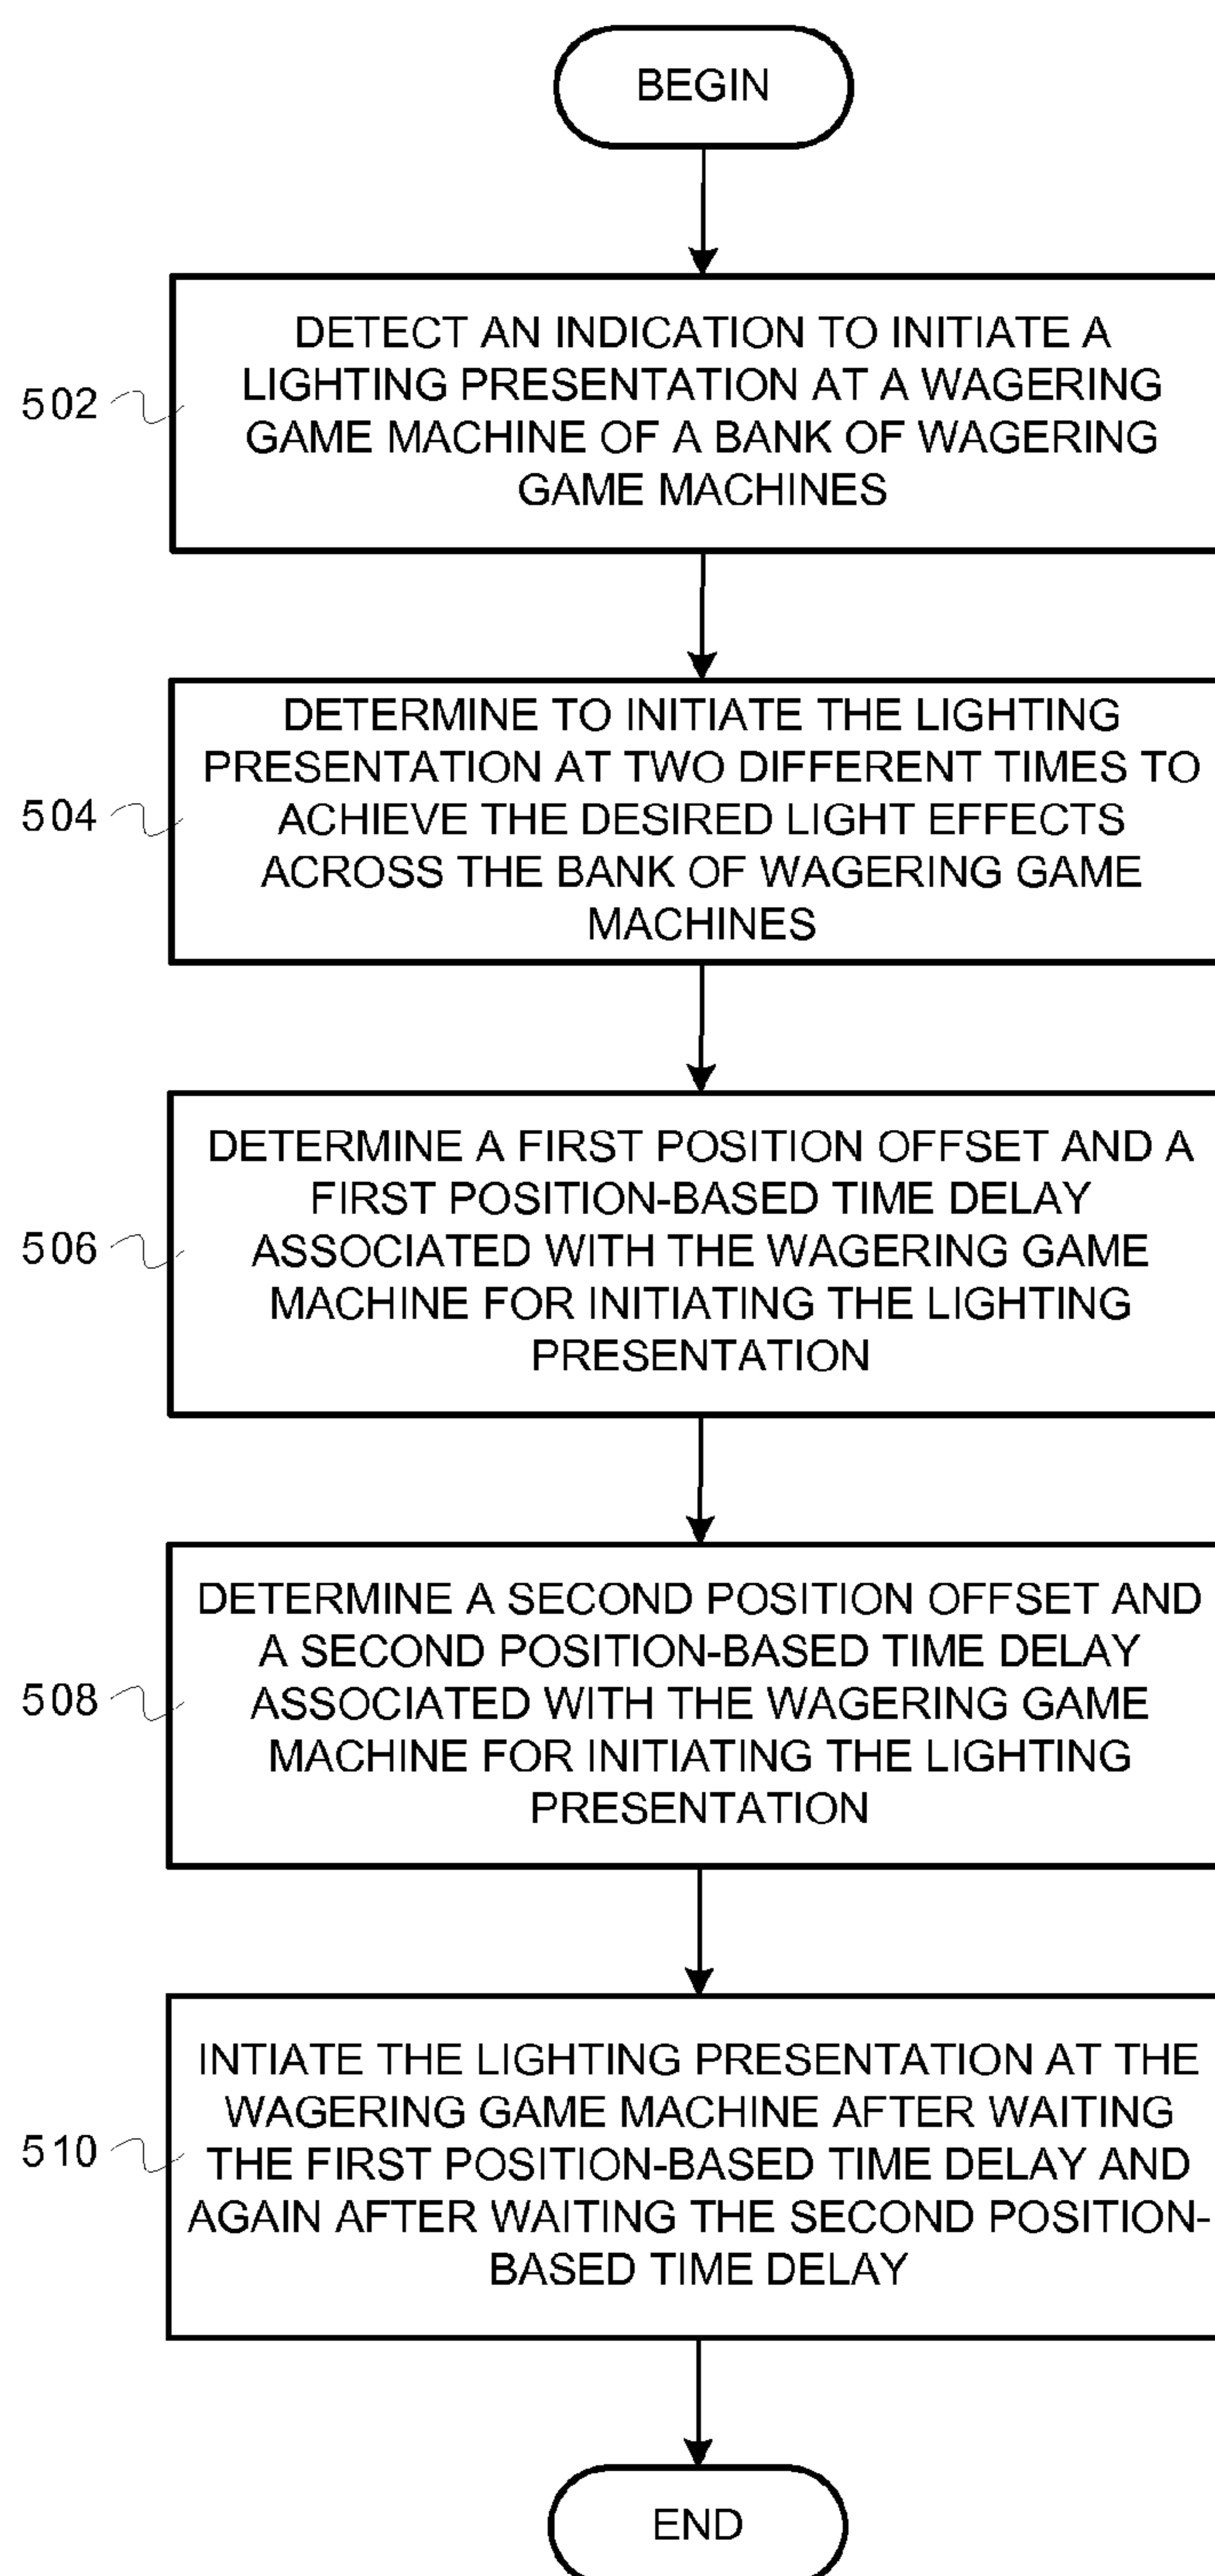 BEGIN
502
DETECT AN INDICATION TO INITIATE A
LIGHTING PRESENTATION AT A WAGERING
GAME MACHINE OF A BANK OF WAGERING
GAME MACHINES
504
DETERMINE TO INITIATE THE LIGHTING
PRESENTATION AT TWO DIFFERENT TIMES TO
ACHIEVE THE DESIRED LIGHT EFFECTS
ACROSS THE BANK OF WAGERING GAME
MACHINES
506
DETERMINE A FIRST POSITION OFFSET AND A
FIRST POSITION-BASED TIME DELAY
ASSOCIATED WITH THE WAGERING GAME
MACHINE FOR INITIATING THE LIGHTING
PRESENTATION
508
DETERMINE A SECOND POSITION OFFSET AND
A SECOND POSITION-BASED TIME DELAY
ASSOCIATED WITH THE WAGERING GAME
MACHINE FOR INITIATING THE LIGHTING
PRESENTATION
510
INTIATE THE LIGHTING PRESENTATION AT THE
WAGERING GAME MACHINE AFTER WAITING
THE FIRST POSITION-BASED TIME DELAY AND
AGAIN AFTER WAITING THE SECOND POSITION-
BASED TIME DELAY
END